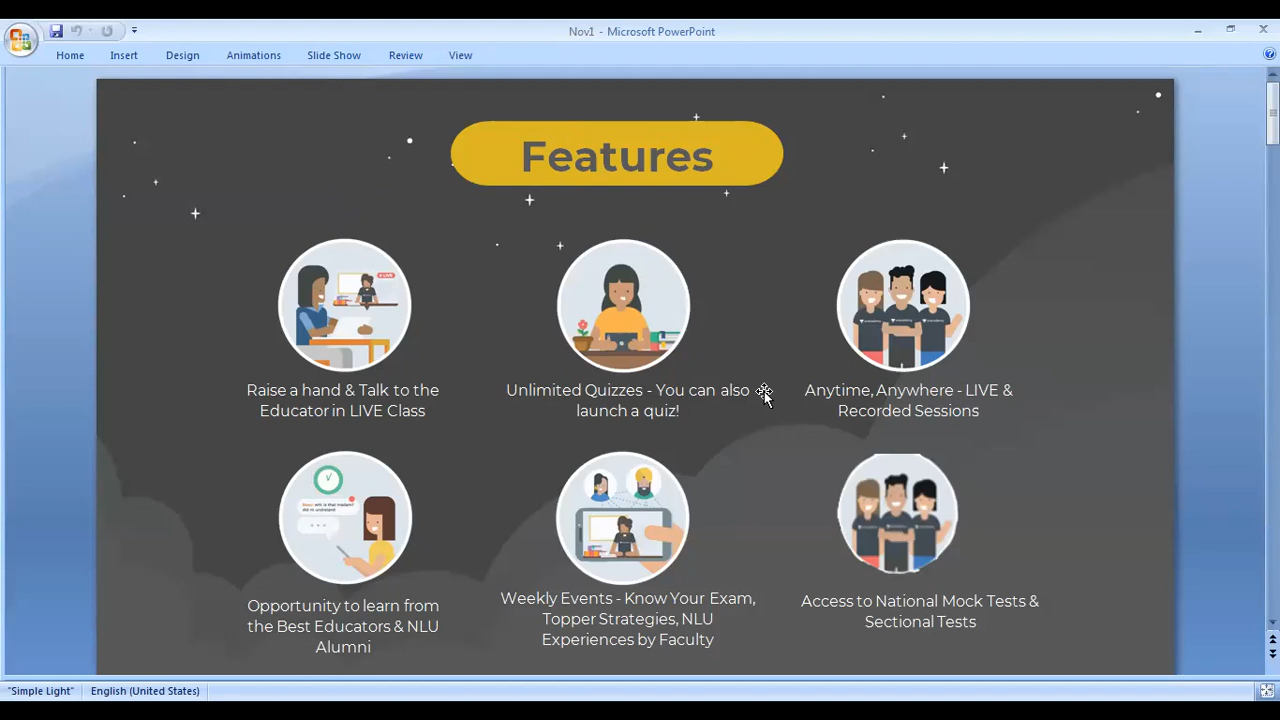 Nov1 - Microsoft PowerPoint
Home Insert Design Animations Slide Show Review View
Features
LIVE
Raise a hand & Talk to the
Educator in LIVE Class
Unlimited Quizzes - You can also
launch a quiz!
Anytime, Anywhere - LIVE &
Recorded Sessions
Opportunity to learn from
the Best Educators & NLU
Alumni
Weekly Events - Know Your Exam,
Topper Strategies, NLU
Experiences by Faculty
Access to National Mock Tests &
Sectional Tests
"Simple Light" English (United States)